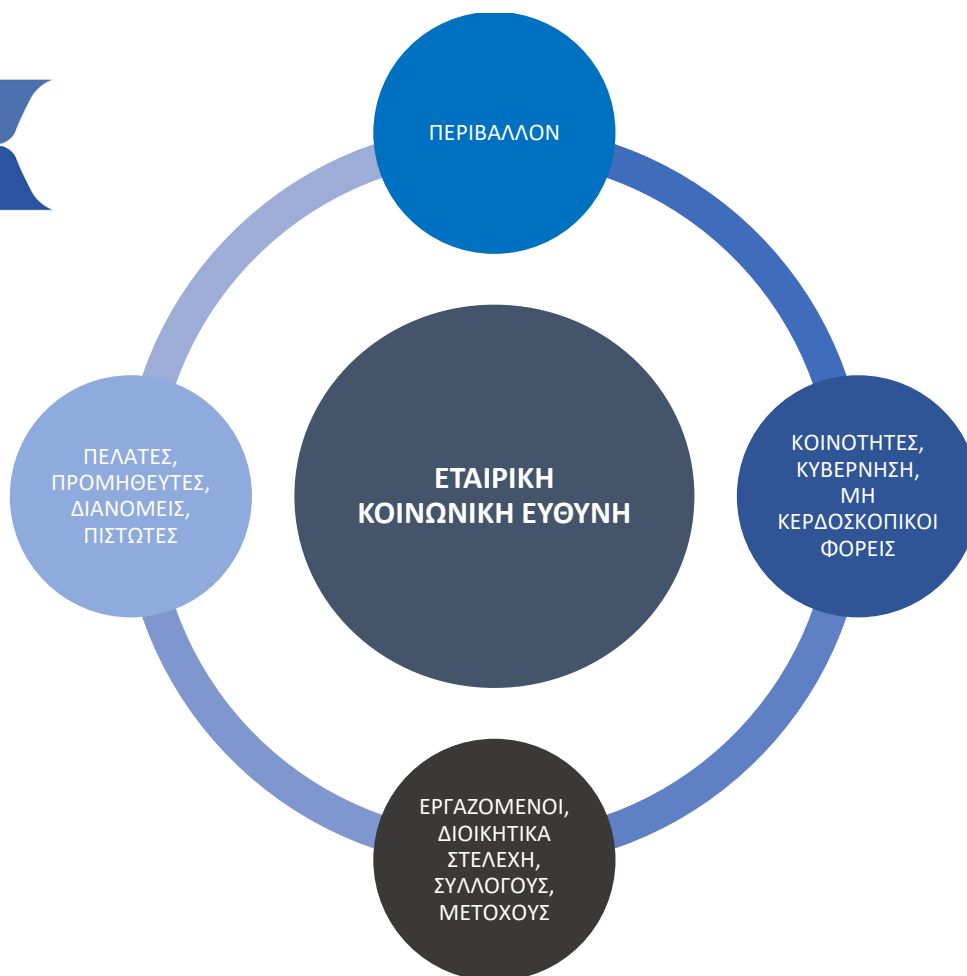 ΠΕΡΙΒΑΛΛΟΝ
ΚΟΙΝΟΤΗΤΕΣ,
ΚΥΒΕΡΝΗΣΗ,
ΜΗ
ΚΕΡΔΟΣΚΟΠΙΚΟΙ
ΦΟΡΕΙΣ
ΕΡΓΑΖΟΜΕΝΟΙ,
ΔΙΟΙΚΗΤΙΚΑ
ΣΤΕΛΕΧΗ,
ΣΥΛΛΟΓΟΥΣ,
ΜΕΤΟΧΟΥΣ
ΠΕΛΑΤΕΣ,
ΠΡΟΜΗΘΕΥΤΕΣ,
ΔΙΑΝΟΜΕΙΣ,
ΠΙΣΤΩΤΕΣ
ΕΤΑΙΡΙΚΗ
ΚΟΙΝΩΝΙΚΗ ΕΥΘΥΝΗ